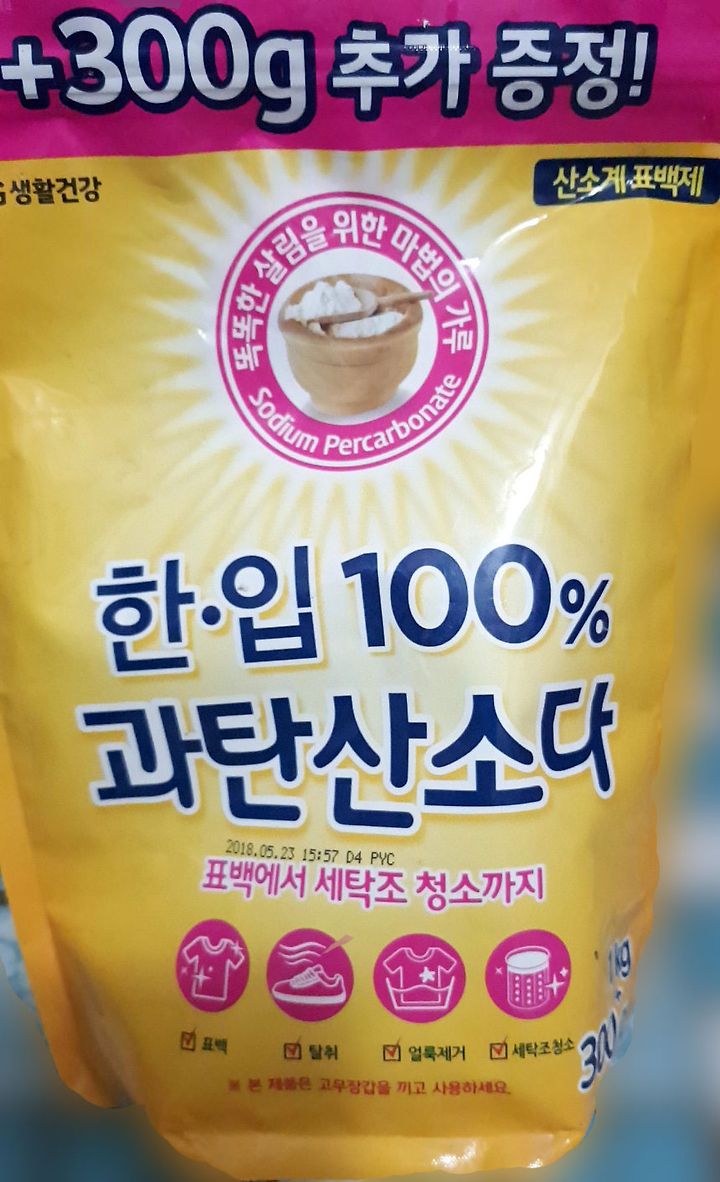 +300g 추가 증정!
생활건강
산소계 표백제
똑똑한 살림을 위한 마법의 가루
Sodium Percarbonate
한·입 100%
과탄산소다
2018.05.23 15:57 D4 PYC
표백에서 세탁조 청소까지
1kg
+
300
표백
탈취
얼룩제거
세탁조청소
※ 본 제품은 고무장갑을 끼고 사용하세요.